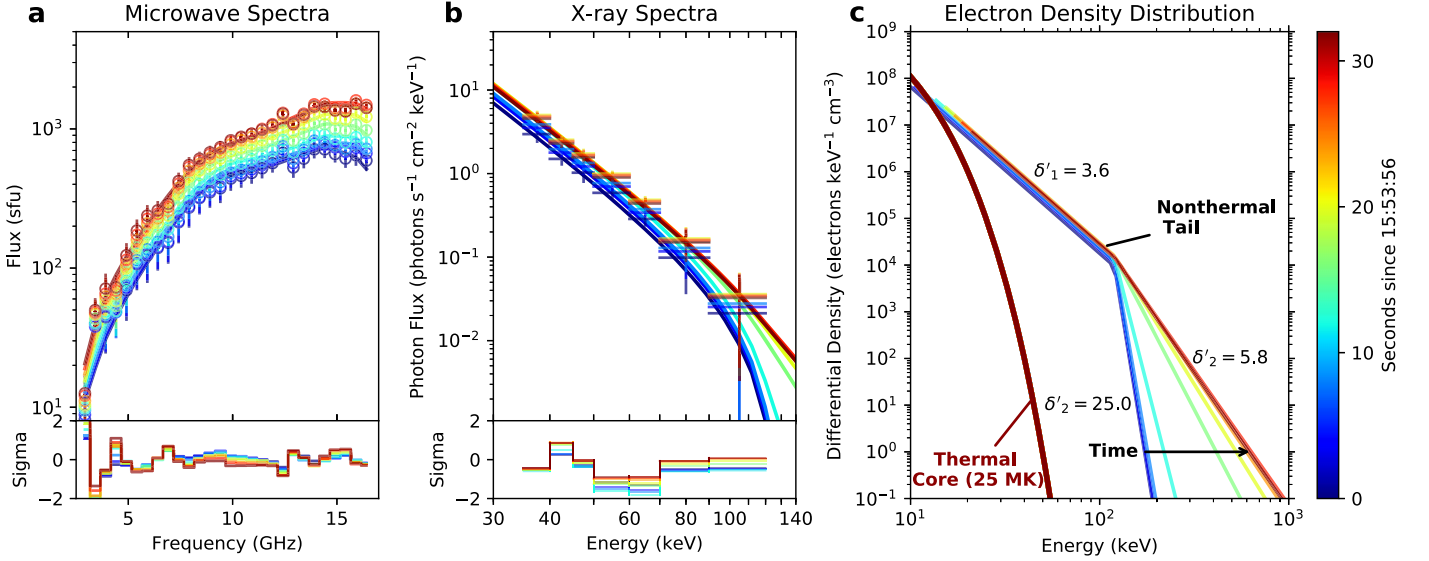 a Microwave Spectra
Flux (sfu)
10³
10²
10¹
2
0
−2
Sigma
5 10 15
Frequency (GHz)
b X-ray Spectra
Photon Flux (photons s⁻¹ cm⁻² keV⁻¹)
10¹
10⁰
10⁻¹
10⁻²
2
0
−2
Sigma
30 40 60 80 100 140
Energy (keV)
c Electron Density Distribution
Differential Density (electrons keV⁻¹ cm⁻³)
10⁹
10⁸
10⁷
10⁶
10⁵
10⁴
10³
10²
10¹
10⁰
10⁻¹
δ′₁ = 3.6
Nonthermal
Tail
δ′₂ = 5.8
δ′₂ = 25.0
Time
Thermal
Core (25 MK)
10¹ 10² 10³
Energy (keV)
30
20
10
0
Seconds since 15:53:56